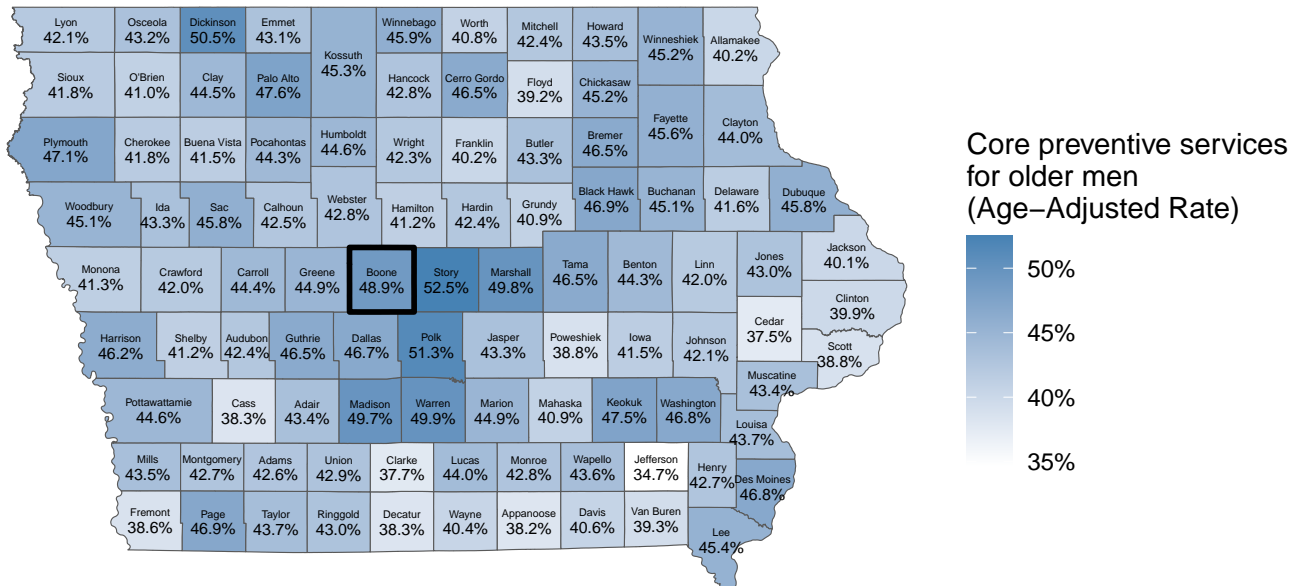 Lyon
42.1%
Osceola
43.2%
Dickinson
50.5%
Emmet
43.1%
Kossuth
45.3%
Winnebago
45.9%
Worth
40.8%
Mitchell
42.4%
Howard
43.5%
Winneshiek
45.2%
Allamakee
40.2%
Sioux
41.8%
O'Brien
41.0%
Clay
44.5%
Palo Alto
47.6%
Hancock
42.8%
Cerro Gordo
46.5%
Floyd
39.2%
Chickasaw
45.2%
Fayette
45.6%
Clayton
44.0%
Plymouth
47.1%
Cherokee
41.8%
Buena Vista
41.5%
Pocahontas
44.3%
Humboldt
44.6%
Wright
42.3%
Franklin
40.2%
Butler
43.3%
Bremer
46.5%
Woodbury
45.1%
Ida
43.3%
Sac
45.8%
Calhoun
42.5%
Webster
42.8%
Hamilton
41.2%
Hardin
42.4%
Grundy
40.9%
Black Hawk
46.9%
Buchanan
45.1%
Delaware
41.6%
Dubuque
45.8%
Monona
41.3%
Crawford
42.0%
Carroll
44.4%
Greene
44.9%
Boone
48.9%
Story
52.5%
Marshall
49.8%
Tama
46.5%
Benton
44.3%
Linn
42.0%
Jones
43.0%
Jackson
40.1%
Clinton
39.9%
Harrison
46.2%
Shelby
41.2%
Audubon
42.4%
Guthrie
46.5%
Dallas
46.7%
Polk
51.3%
Jasper
43.3%
Poweshiek
38.8%
Iowa
41.5%
Johnson
42.1%
Cedar
37.5%
Scott
38.8%
Muscatine
43.4%
Pottawattamie
44.6%
Cass
38.3%
Adair
43.4%
Madison
49.7%
Warren
49.9%
Marion
44.9%
Mahaska
40.9%
Keokuk
47.5%
Washington
46.8%
Louisa
43.7%
Mills
43.5%
Montgomery
42.7%
Adams
42.6%
Union
42.9%
Clarke
37.7%
Lucas
44.0%
Monroe
42.8%
Wapello
43.6%
Jefferson
34.7%
Henry
42.7%
Des Moines
46.8%
Fremont
38.6%
Page
46.9%
Taylor
43.7%
Ringgold
43.0%
Decatur
38.3%
Wayne
40.4%
Appanoose
38.2%
Davis
40.6%
Van Buren
39.3%
Lee
45.4%
Core preventive services
for older men
(Age−Adjusted Rate)
50%
45%
40%
35%